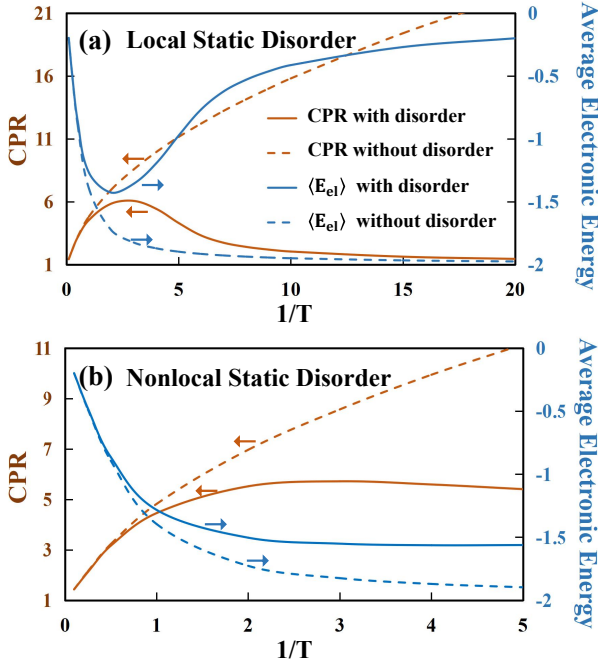 21
16
11
6
1
CPR
(a) Local Static Disorder
CPR with disorder
CPR without disorder
⟨E_el⟩ with disorder
⟨E_el⟩ without disorder
0
-0.5
-1
-1.5
-2
Average Electronic Energy
0 5 10 15 20
1/T
11
9
7
5
3
1
CPR
(b) Nonlocal Static Disorder
0
-0.5
-1
-1.5
-2
Average Electronic Energy
0 1 2 3 4 5
1/T